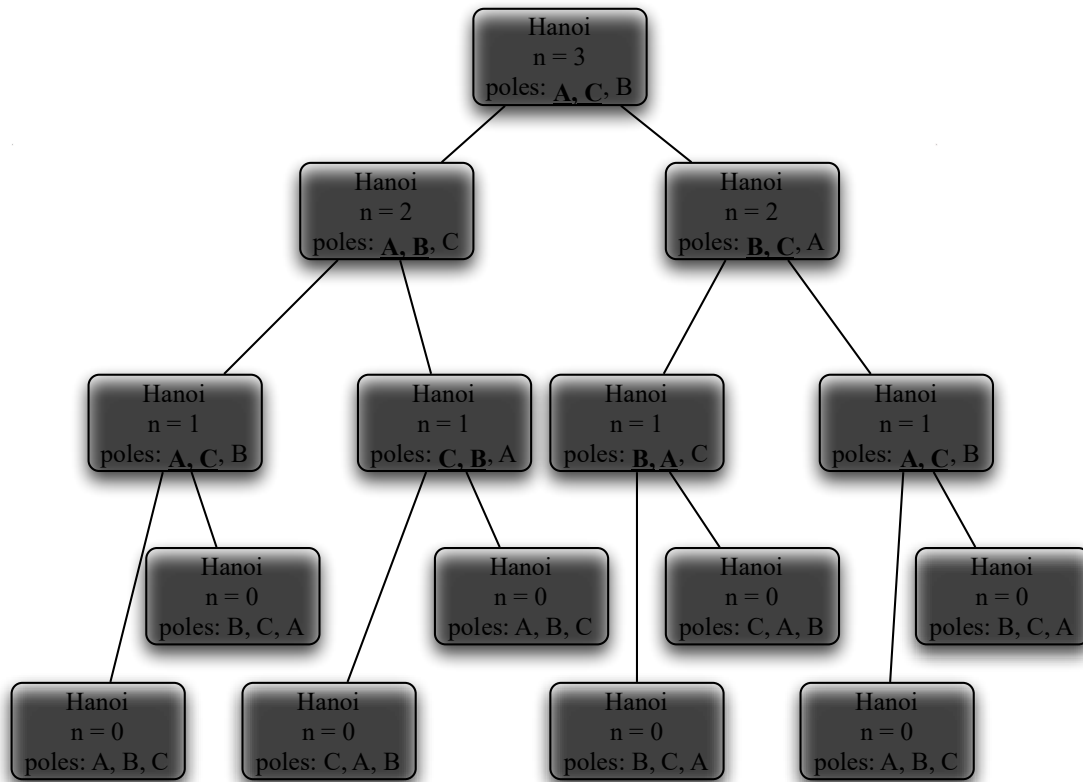 Hanoi
n = 3
poles: A, C, B
Hanoi
n = 2
poles: A, B, C
Hanoi
n = 2
poles: B, C, A
Hanoi
n = 1
poles: A, C, B
Hanoi
n = 1
poles: C, B, A
Hanoi
n = 1
poles: B, A, C
Hanoi
n = 1
poles: A, C, B
Hanoi
n = 0
poles: B, C, A
Hanoi
n = 0
poles: A, B, C
Hanoi
n = 0
poles: C, A, B
Hanoi
n = 0
poles: B, C, A
Hanoi
n = 0
poles: A, B, C
Hanoi
n = 0
poles: C, A, B
Hanoi
n = 0
poles: B, C, A
Hanoi
n = 0
poles: A, B, C